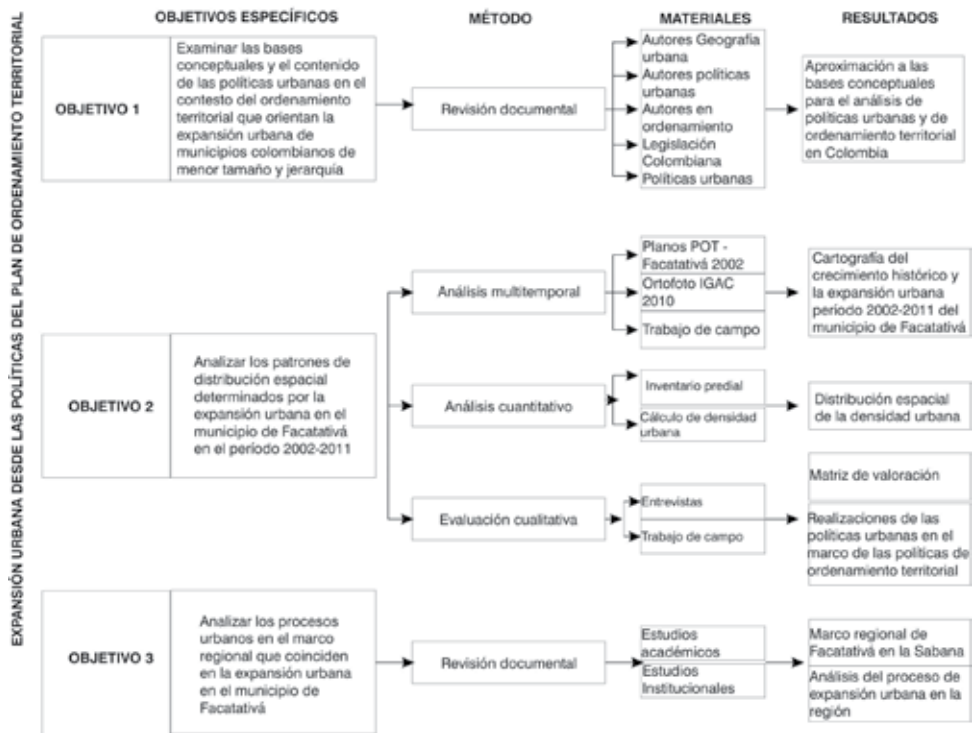 EXPANSIÓN URBANA DESDE LAS POLÍTICAS DEL PLAN DE ORDENAMIENTO TERRITORIAL
OBJETIVOS ESPECÍFICOS
MÉTODO
MATERIALES
RESULTADOS
OBJETIVO 1
Examinar las bases
conceptuales y el contenido
de las políticas urbanas en el
contesto del ordenamiento
territorial que orientan la
expansión urbana de
municipios colombianos de
menor tamaño y jerarquía
Revisión documental
Autores Geografía
urbana
Autores políticas
urbanas
Autores en
ordenamiento
Legislación
Colombiana
Políticas urbanas
Aproximación a las
bases conceptuales
para el análisis de
políticas urbanas y de
ordenamiento territorial
en Colombia
OBJETIVO 2
Analizar los patrones de
distribución espacial
determinados por la
expansión urbana en el
municipio de Facatativá
en el período 2002-2011
Análisis multitemporal
Planos POT -
Facatativá 2002
Ortofoto IGAC
2010
Trabajo de campo
Cartografía del
crecimiento histórico y
la expansión urbana
período 2002-2011 del
municipio de Facatativá
Análisis cuantitativo
Inventario predial
Cálculo de densidad
urbana
Distribución espacial
de la densidad urbana
Evaluación cualitativa
Entrevistas
Trabajo de campo
Matriz de valoración
Realizaciones de las
políticas urbanas en el
marco de las políticas de
ordenamiento territorial
OBJETIVO 3
Analizar los procesos
urbanos en el marco
regional que coinciden
en la expansión urbana
en el municipio de
Facatativá
Revisión documental
Estudios
académicos
Estudios
Institucionales
Marco regional de
Facatativá en la Sabana
Análisis del proceso de
expansión urbana en la
región